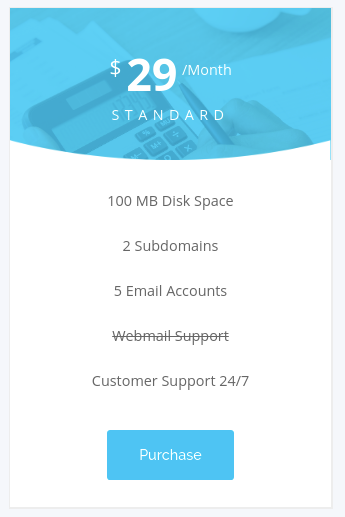 $ 29 /Month
STANDARD
100 MB Disk Space
2 Subdomains
5 Email Accounts
Webmail Support
Customer Support 24/7
Purchase